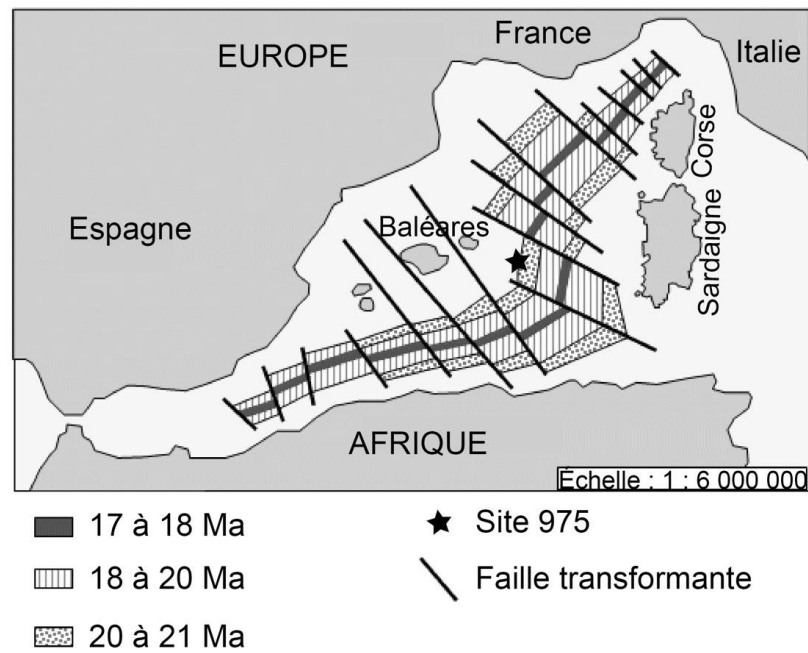 France
EUROPE
Italie
Corse
Espagne
Baléares
Sardaigne
AFRIQUE
Échelle : 1 : 6 000 000
17 à 18 Ma
Site 975
18 à 20 Ma
Faille transformante
20 à 21 Ma